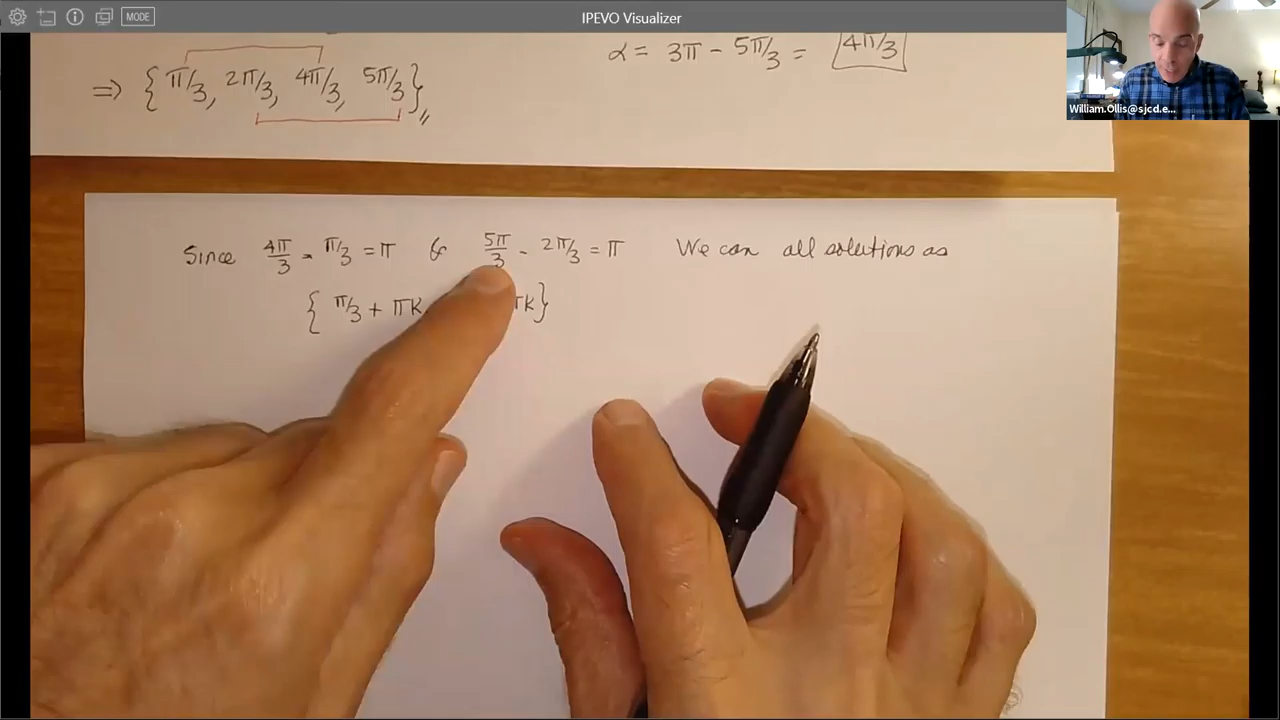 MODE
IPEVO Visualizer
William.Ollis@sjcd.e...
α = 3π - 5π/3 = 4π/3
⇒ { π/3, 2π/3, 4π/3, 5π/3 }
Since 4π/3 - π/3 = π & 5π/3 - 2π/3 = π We can all solutions as
{ π/3 + πK πK}